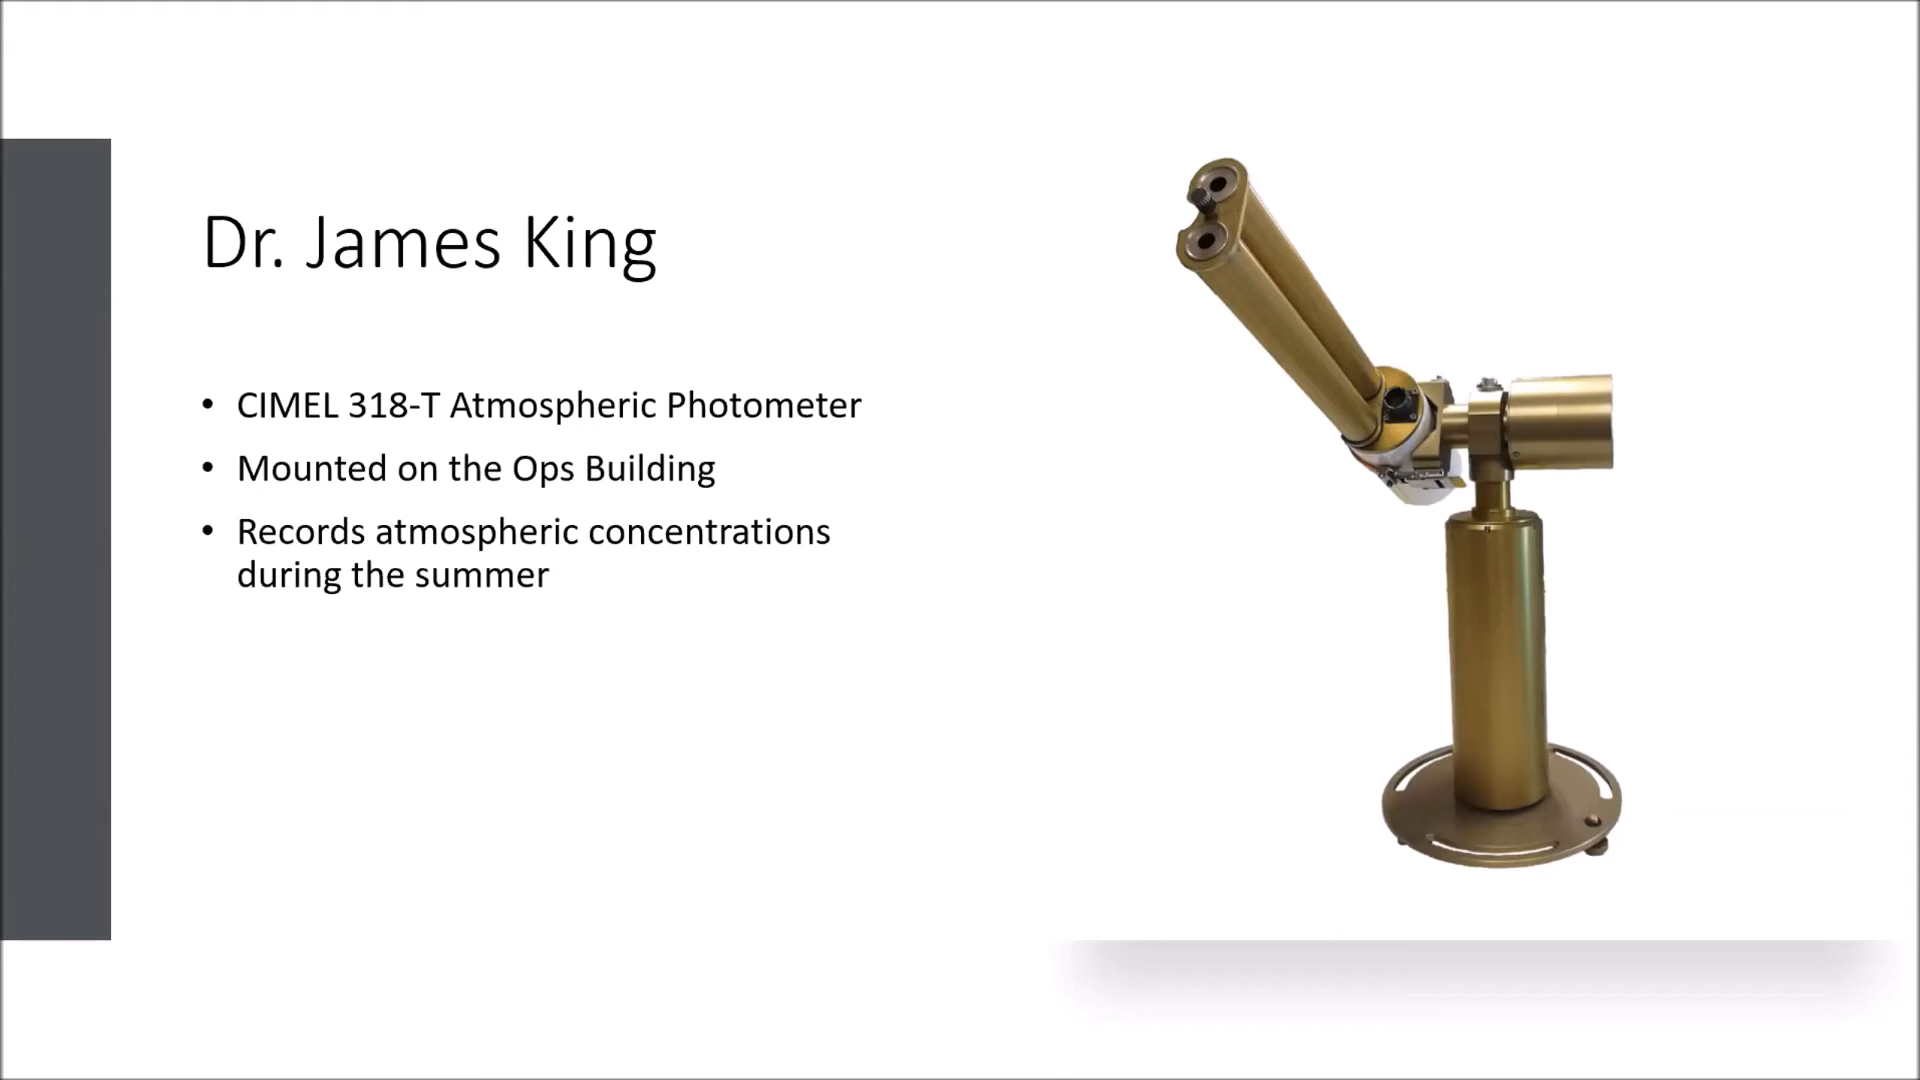 Dr. James King
• CIMEL 318-T Atmospheric Photometer
• Mounted on the Ops Building
• Records atmospheric concentrations
during the summer